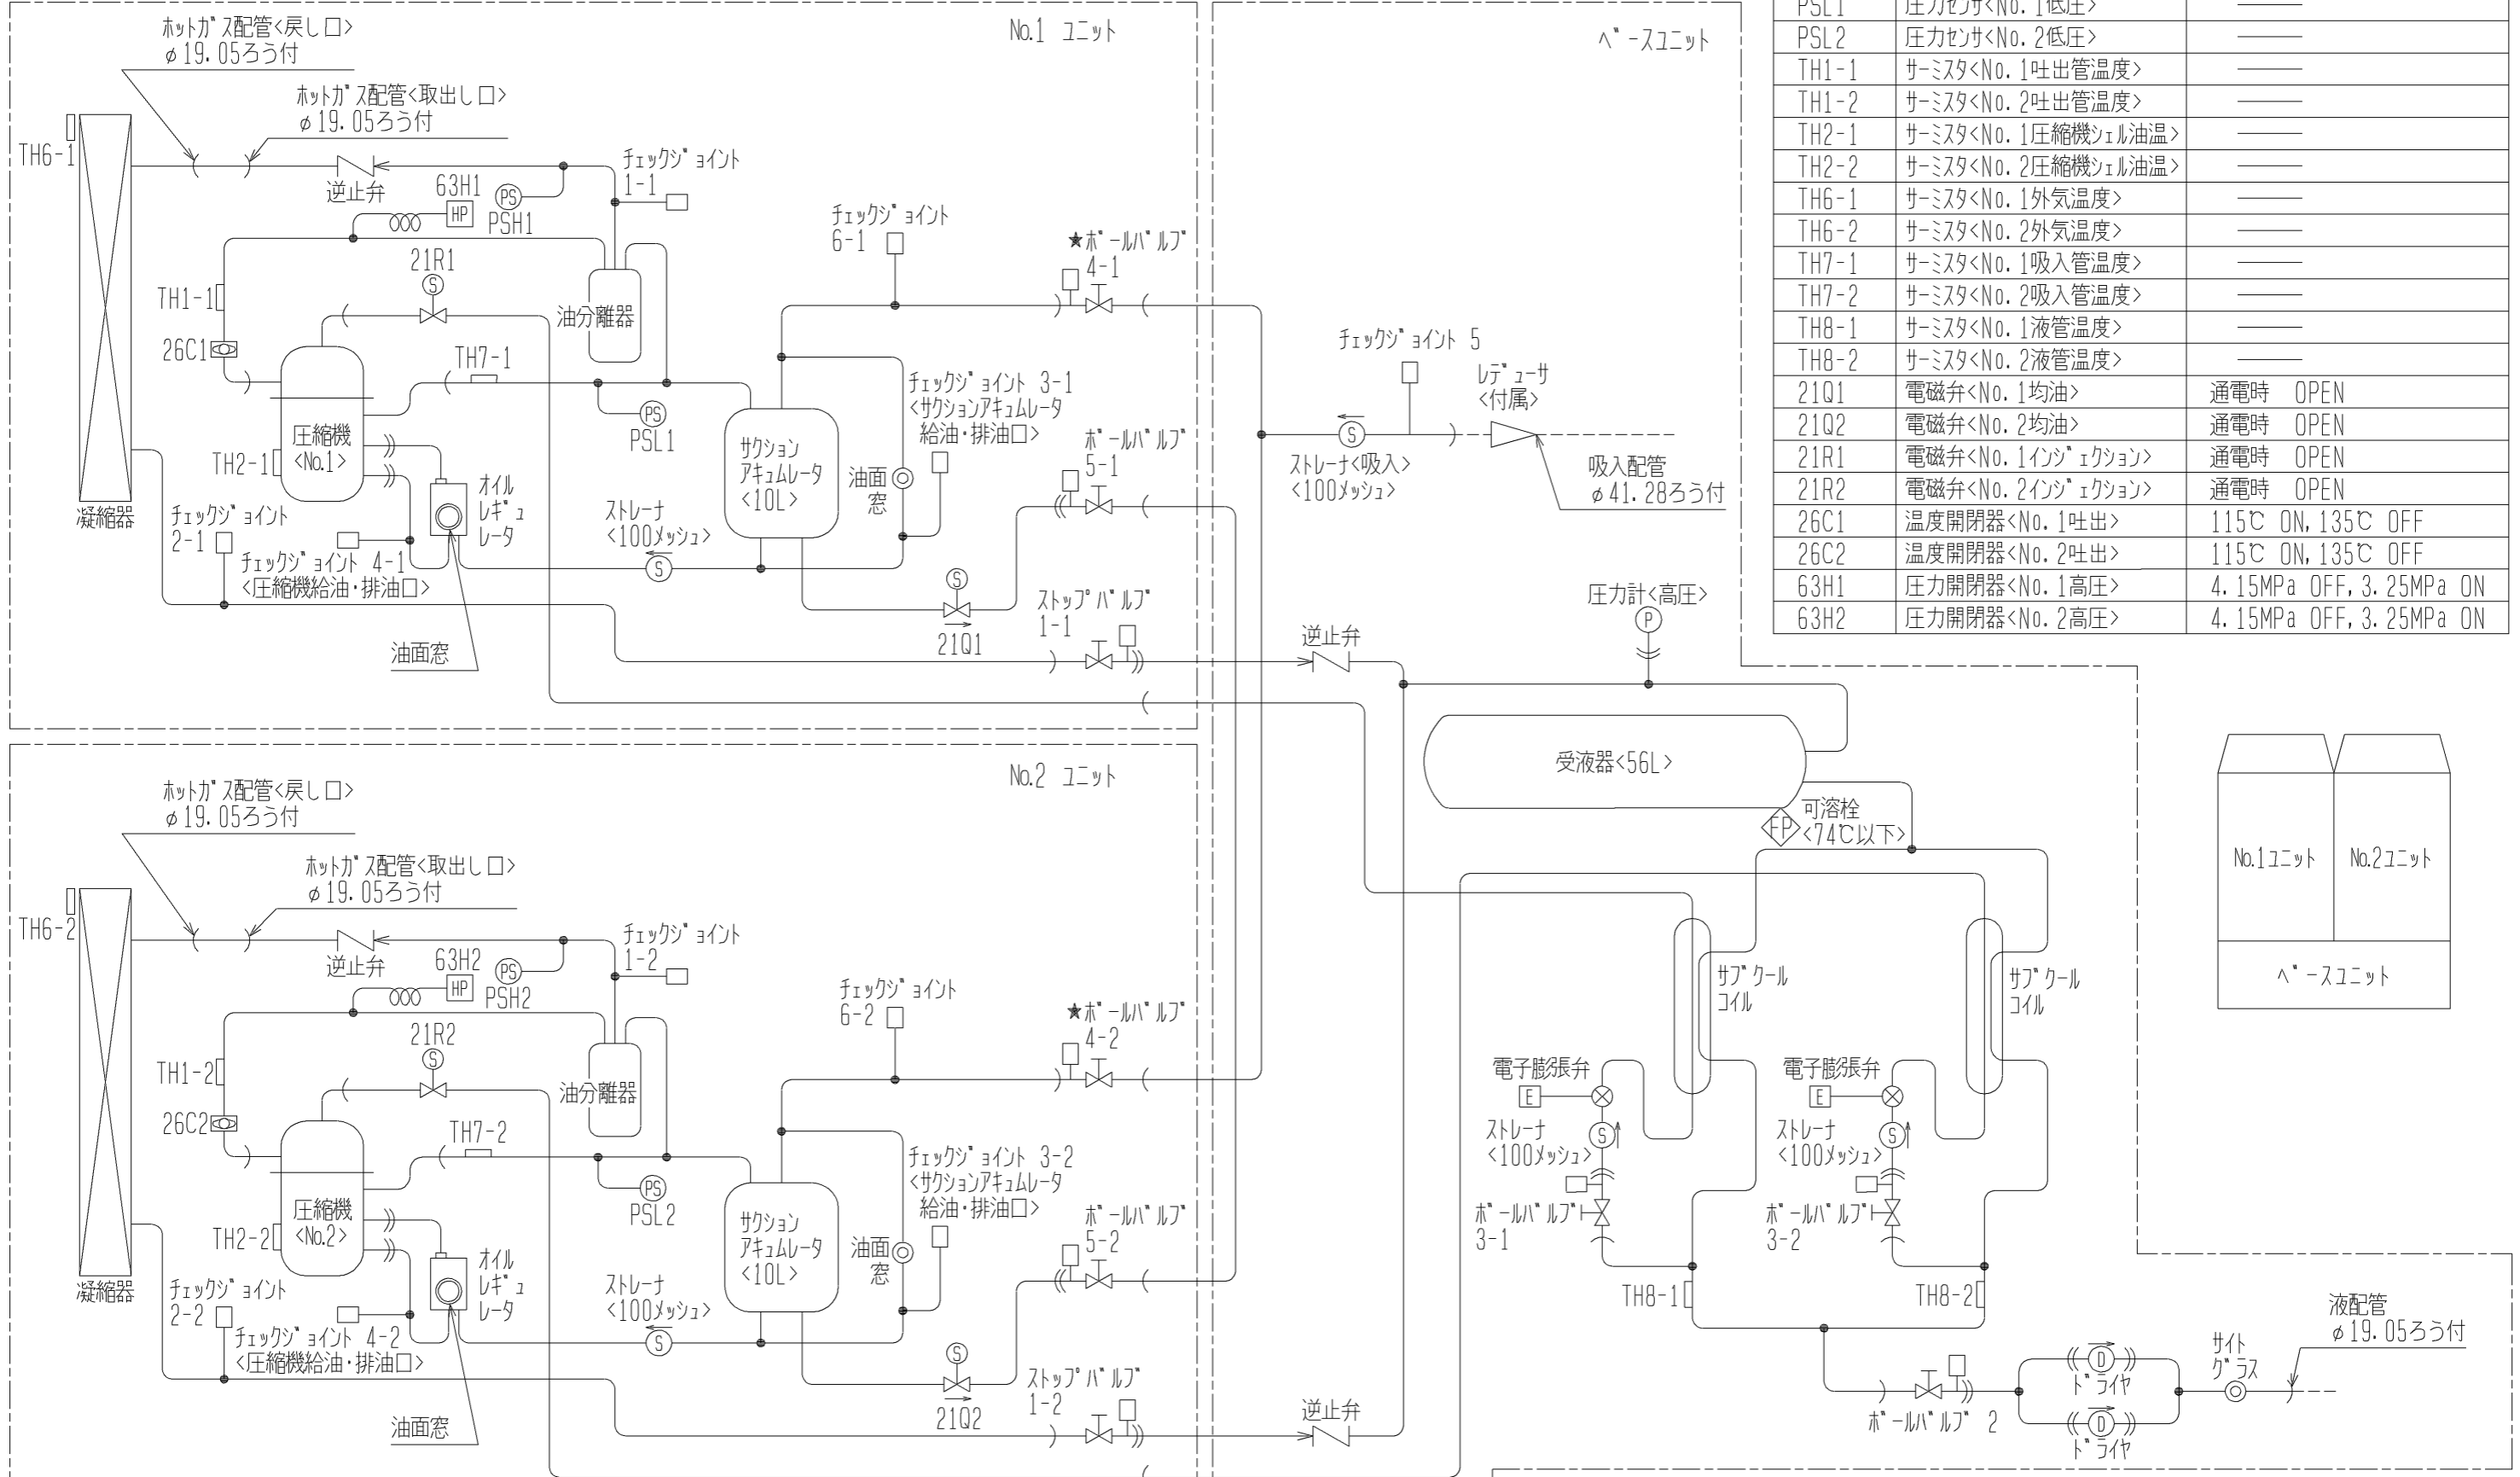 No.1 ユニット
ホットガス配管<戻し口>
φ19.05ろう付
ホットガス配管<取出し口>
φ19.05ろう付
TH6-1
凝縮器
逆止弁
63H1
HP
PS
PSH1
チェックジョイント
1-1
TH1-1
26C1
21R1
S
油分離器
TH7-1
圧縮機
<No.1>
TH2-1
PS
PSL1
チェックジョイント
2-1
チェックジョイント 4-1
<圧縮機給油・排油口>
オイル
レギュ
レータ
油面窓
ストレーナ
<100メッシュ>
S
サクション
アキュムレータ
<10L>
油面
窓
チェックジョイント
6-1
チェックジョイント 3-1
<サクションアキュムレータ
給油・排油口>
★ボールバルブ
4-1
ボールバルブ
5-1
S
21Q1
ストップバルブ
1-1
No.2 ユニット
ホットガス配管<戻し口>
φ19.05ろう付
ホットガス配管<取出し口>
φ19.05ろう付
TH6-2
凝縮器
逆止弁
63H2
HP
PS
PSH2
チェックジョイント
1-2
TH1-2
26C2
21R2
S
油分離器
TH7-2
圧縮機
<No.2>
TH2-2
PS
PSL2
チェックジョイント
2-2
チェックジョイント 4-2
<圧縮機給油・排油口>
オイル
レギュ
レータ
油面窓
ストレーナ
<100メッシュ>
S
サクション
アキュムレータ
<10L>
油面
窓
チェックジョイント
6-2
チェックジョイント 3-2
<サクションアキュムレータ
給油・排油口>
★ボールバルブ
4-2
ボールバルブ
5-2
S
21Q2
ストップバルブ
1-2
ベースユニット
チェックジョイント 5
レデューサ
<付属>
S
ストレーナ<吸入>
<100メッシュ>
吸入配管
φ41.28ろう付
圧力計<高圧>
P
逆止弁
受液器<56L>
FP
可溶栓
<74℃以下>
サブクール
コイル
サブクール
コイル
電子膨張弁
E
ストレーナ
<100メッシュ>
S
ボールバルブ
3-1
電子膨張弁
E
ストレーナ
<100メッシュ>
S
ボールバルブ
3-2
TH8-1
TH8-2
逆止弁
ボールバルブ 2
D
ドライヤ
D
ドライヤ
サイト
グラス
液配管
φ19.05ろう付
PSL1 圧力センサ<No.1低圧> ――
PSL2 圧力センサ<No.2低圧> ――
TH1-1 サーミスタ<No.1吐出管温度> ――
TH1-2 サーミスタ<No.2吐出管温度> ――
TH2-1 サーミスタ<No.1圧縮機シェル油温> ――
TH2-2 サーミスタ<No.2圧縮機シェル油温> ――
TH6-1 サーミスタ<No.1外気温度> ――
TH6-2 サーミスタ<No.2外気温度> ――
TH7-1 サーミスタ<No.1吸入管温度> ――
TH7-2 サーミスタ<No.2吸入管温度> ――
TH8-1 サーミスタ<No.1液管温度> ――
TH8-2 サーミスタ<No.2液管温度> ――
21Q1 電磁弁<No.1均油> 通電時 OPEN
21Q2 電磁弁<No.2均油> 通電時 OPEN
21R1 電磁弁<No.1インジェクション> 通電時 OPEN
21R2 電磁弁<No.2インジェクション> 通電時 OPEN
26C1 温度開閉器<No.1吐出> 115℃ ON,135℃ OFF
26C2 温度開閉器<No.2吐出> 115℃ ON,135℃ OFF
63H1 圧力開閉器<No.1高圧> 4.15MPa OFF,3.25MPa ON
63H2 圧力開閉器<No.2高圧> 4.15MPa OFF,3.25MPa ON
No.1ユニット
No.2ユニット
ベースユニット